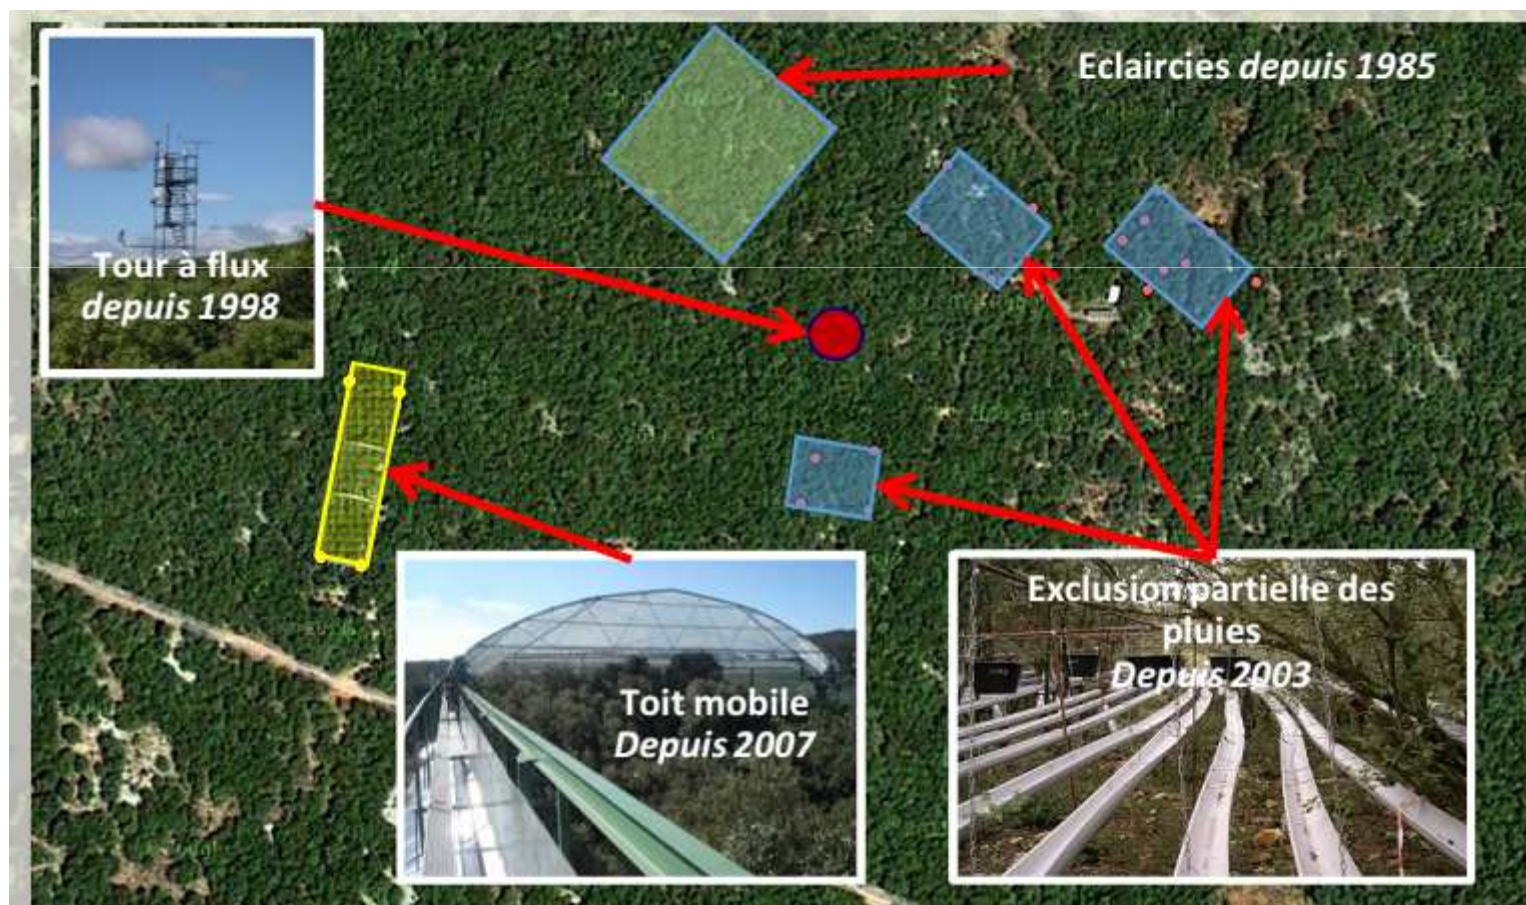 Eclaircies depuis 1985
Tour à flux
depuis 1998
Toit mobile
Depuis 2007
Exclusion partielle des
pluies
Depuis 2003